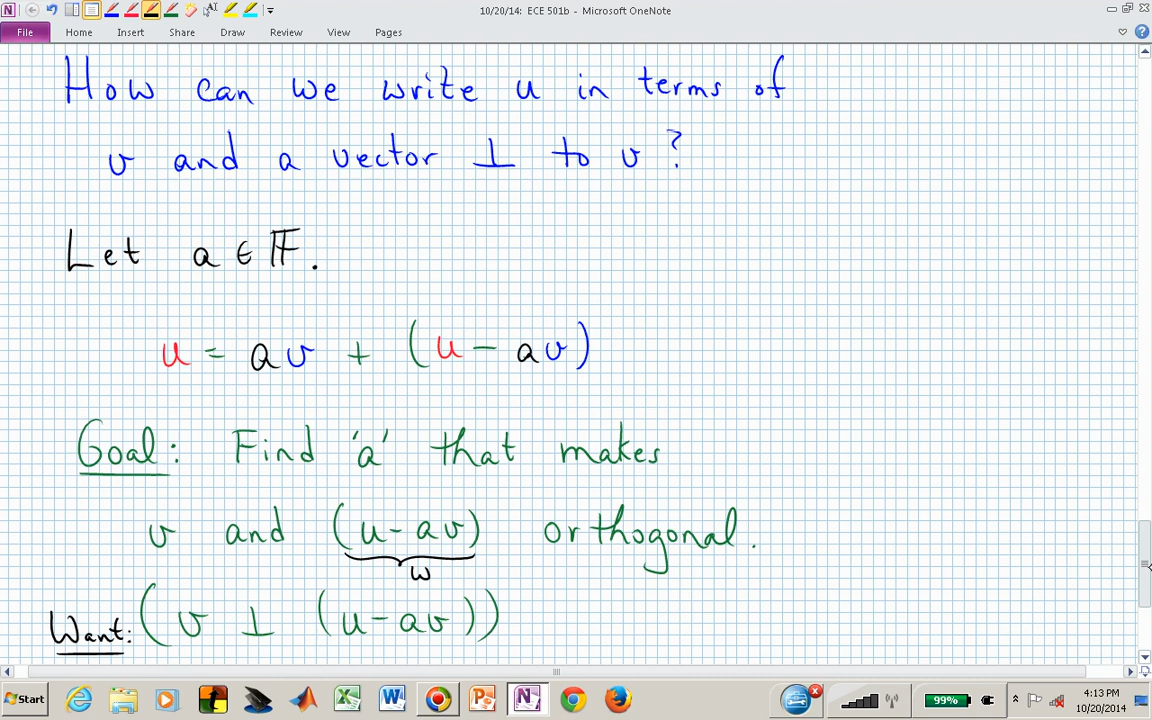 10/20/14: ECE 501b - Microsoft OneNote
File Home Insert Share Draw Review View Pages
How can we write u in terms of
v and a vector ⊥ to v?
Let a ∈ 𝔽.
u = av + (u - av)
Goal: Find 'a' that makes
v and (u - av) orthogonal.
w
Want: (v ⊥ (u - av))
Start
99%
4:13 PM
10/20/2014